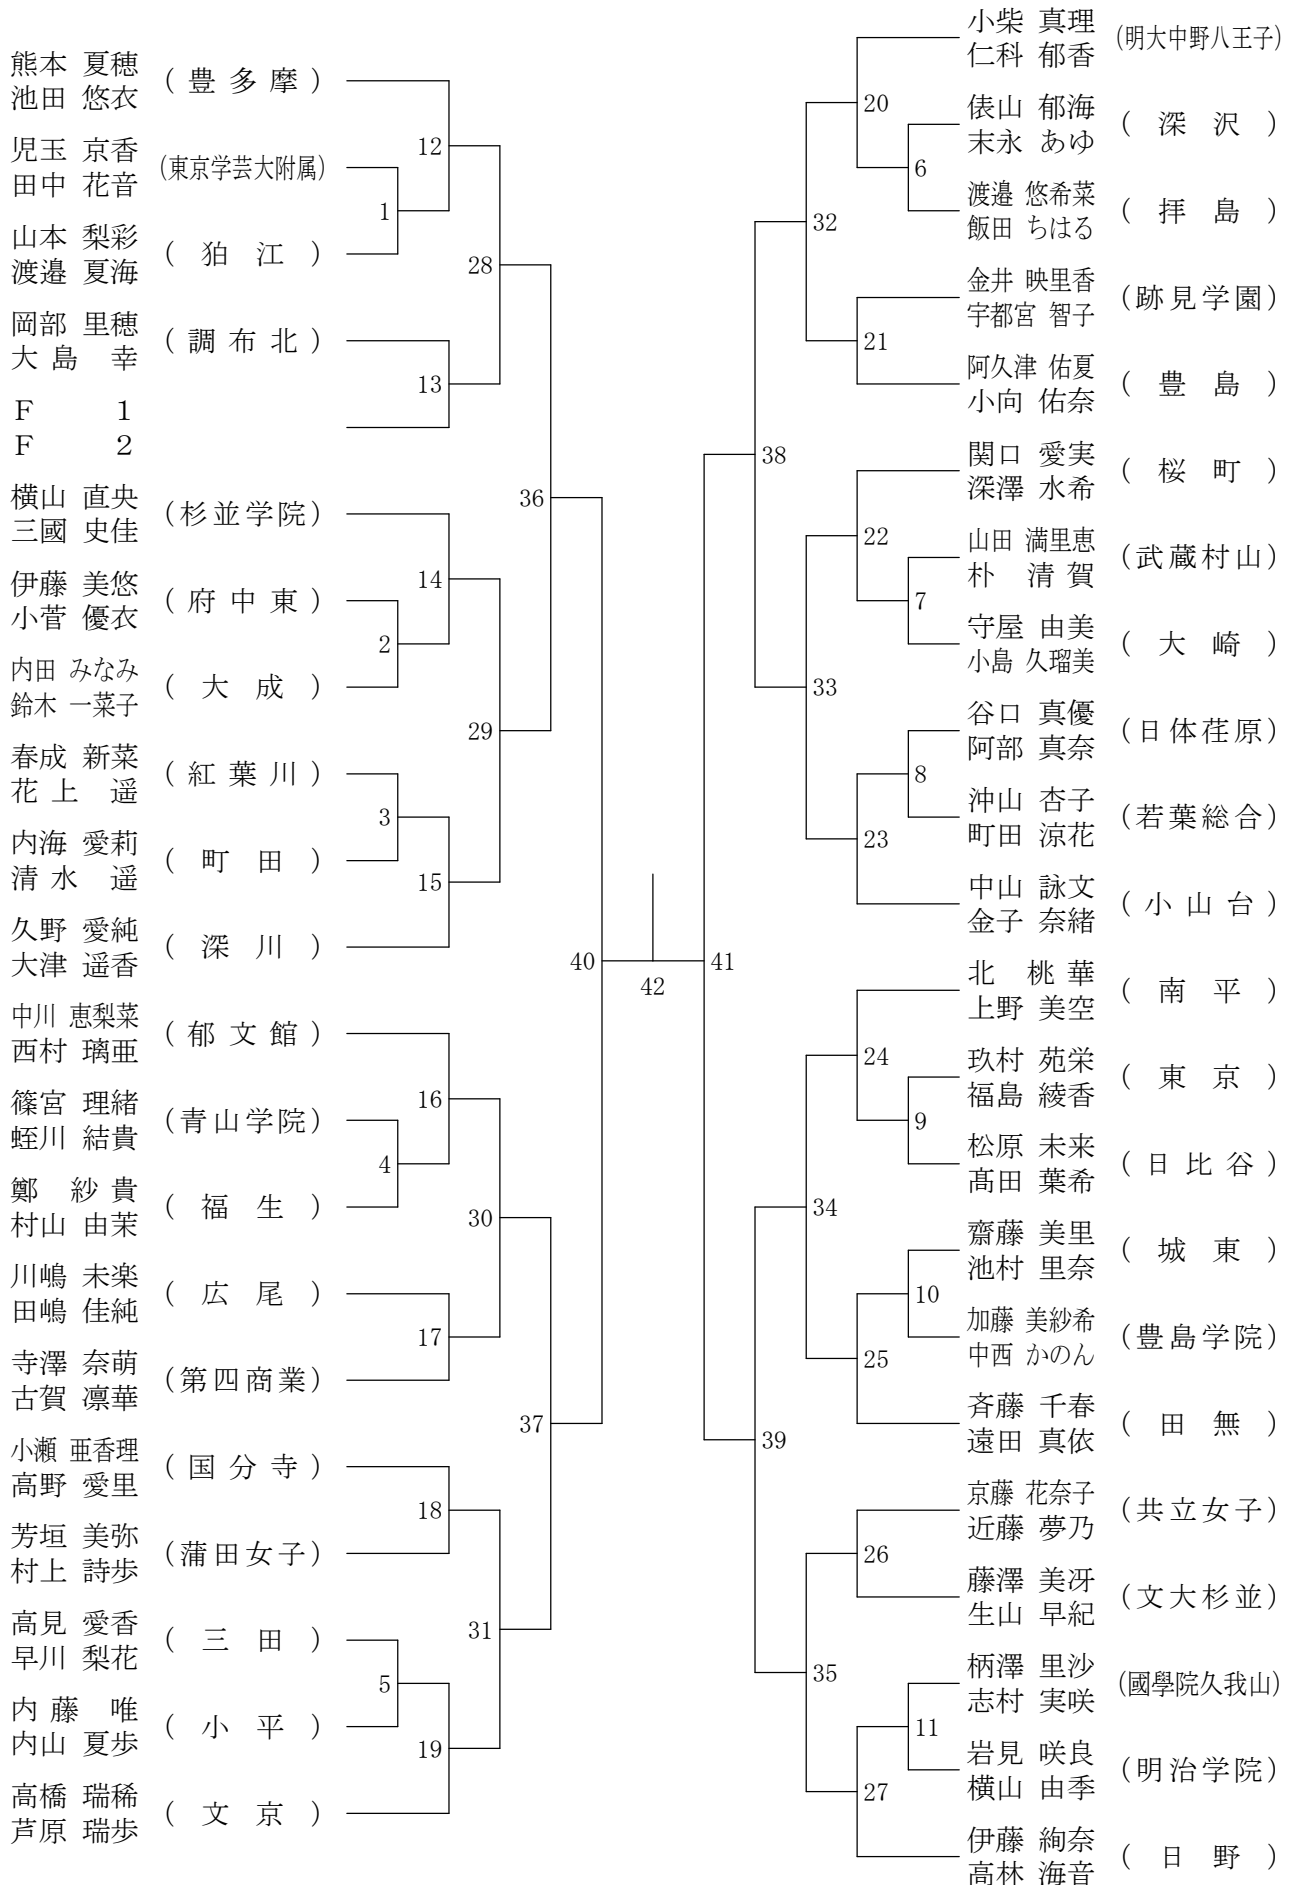 熊本 夏穂
池田 悠衣
(豊多摩)
児玉 京香
田中 花音
(東京学芸大附属)
山本 梨彩
渡邉 夏海
(狛江)
岡部 里穂
大島 幸
(調布北)
F 1
F 2
横山 直央
三國 史佳
(杉並学院)
伊藤 美悠
小菅 優衣
(府中東)
内田 みなみ
鈴木 一菜子
(大成)
春成 新菜
花上 遥
(紅葉川)
内海 愛莉
清水 遥
(町田)
久野 愛純
大津 遥香
(深川)
中川 恵梨菜
西村 璃亜
(郁文館)
篠宮 理緒
蛭川 結貴
(青山学院)
鄭 紗貴
村山 由茉
(福生)
川嶋 未楽
田嶋 佳純
(広尾)
寺澤 奈萌
古賀 凛華
(第四商業)
小瀬 亜香理
高野 愛里
(国分寺)
芳垣 美弥
村上 詩歩
(蒲田女子)
高見 愛香
早川 梨花
(三田)
内藤 唯
内山 夏歩
(小平)
高橋 瑞稀
芦原 瑞歩
(文京)
1
2
3
4
5
12
13
14
15
16
17
18
19
28
29
30
31
36
37
40
42
41
38
39
32
33
34
35
20
21
22
23
24
25
26
27
6
7
8
9
10
11
小柴 真理
仁科 郁香
(明大中野八王子)
俵山 郁海
末永 あゆ
(深沢)
渡邉 悠希菜
飯田 ちはる
(拝島)
金井 映里香
宇都宮 智子
(跡見学園)
阿久津 佑夏
小向 佑奈
(豊島)
関口 愛実
深澤 水希
(桜町)
山田 満里恵
朴 清賀
(武蔵村山)
守屋 由美
小島 久瑠美
(大崎)
谷口 真優
阿部 真奈
(日体荏原)
沖山 杏子
町田 涼花
(若葉総合)
中山 詠文
金子 奈緒
(小山台)
北 桃華
上野 美空
(南平)
玖村 苑栄
福島 綾香
(東京)
松原 未来
髙田 葉希
(日比谷)
齋藤 美里
池村 里奈
(城東)
加藤 美紗希
中西 かのん
(豊島学院)
斉藤 千春
遠田 真依
(田無)
京藤 花奈子
近藤 夢乃
(共立女子)
藤澤 美冴
生山 早紀
(文大杉並)
柄澤 里沙
志村 実咲
(國學院久我山)
岩見 咲良
横山 由季
(明治学院)
伊藤 絢奈
高林 海音
(日野)